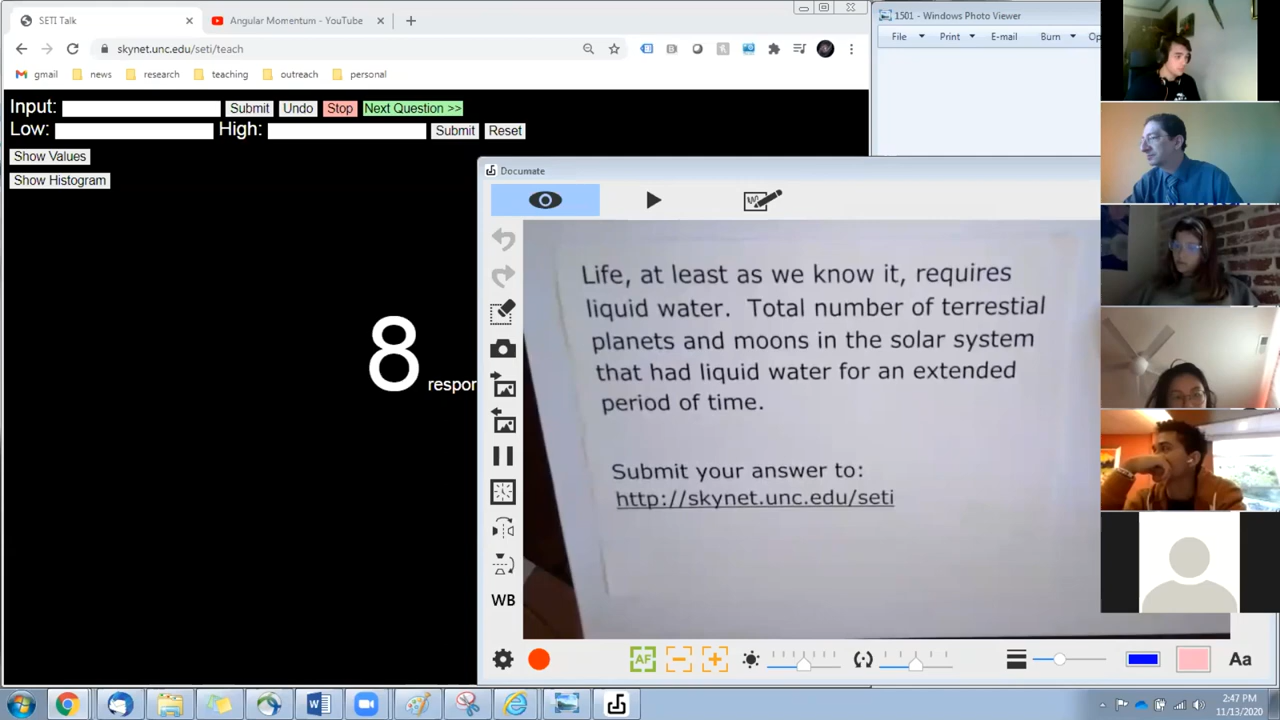 SETI Talk
Angular Momentum - YouTube
1501 - Windows Photo Viewer
skynet.unc.edu/seti/teach
File Print E-mail Burn
gmail news research teaching outreach personal
Input: Submit Undo Stop Next Question >>
Low: High: Submit Reset
Show Values
Show Histogram
8 respor
Documate
Life, at least as we know it, requires
liquid water. Total number of terrestial
planets and moons in the solar system
that had liquid water for an extended
period of time.
Submit your answer to:
http://skynet.unc.edu/seti
WB
AF
Aa
2:47 PM
11/13/2020